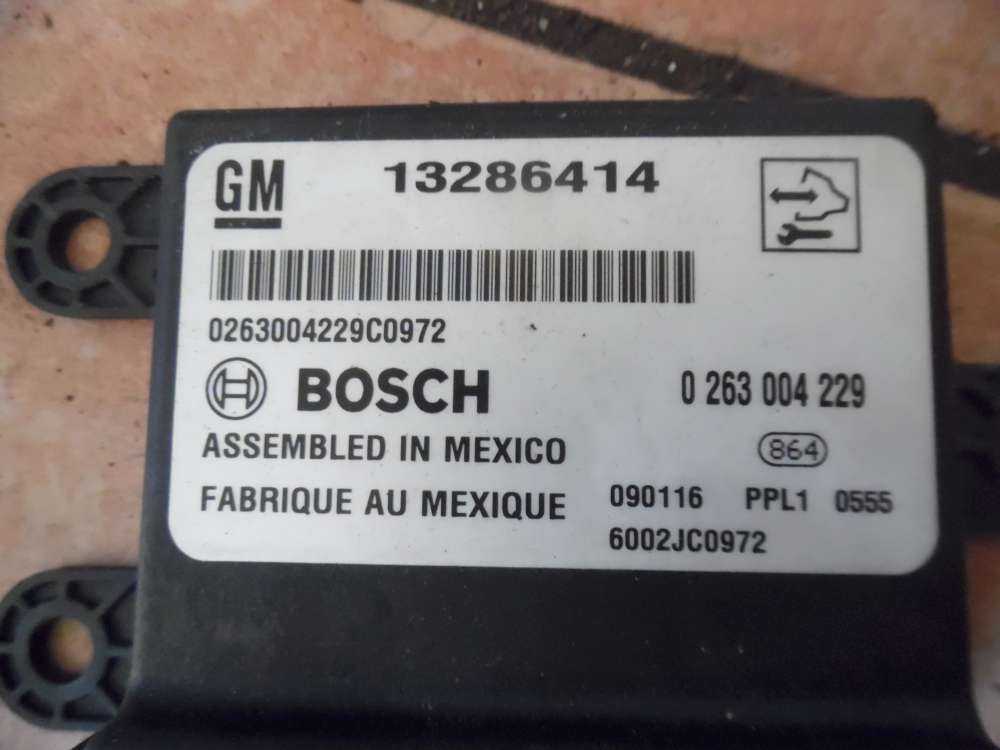 GM 13286414
0263004229C0972
BOSCH 0 263 004 229
ASSEMBLED IN MEXICO 864
FABRIQUE AU MEXIQUE 090116 PPL1 0555
6002JC0972